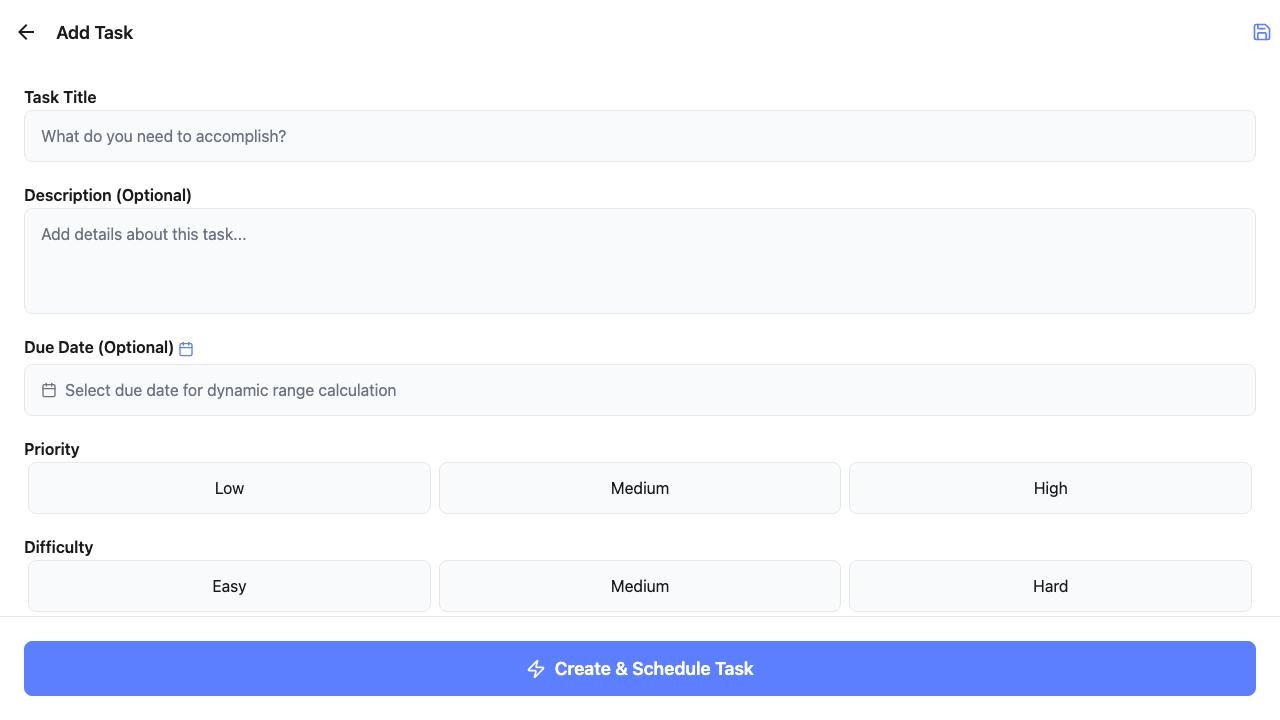 Add Task
Task Title
What do you need to accomplish?
Description (Optional)
Add details about this task...
Due Date (Optional)
Select due date for dynamic range calculation
Priority
Low Medium High
Difficulty
Easy Medium Hard
Create & Schedule Task